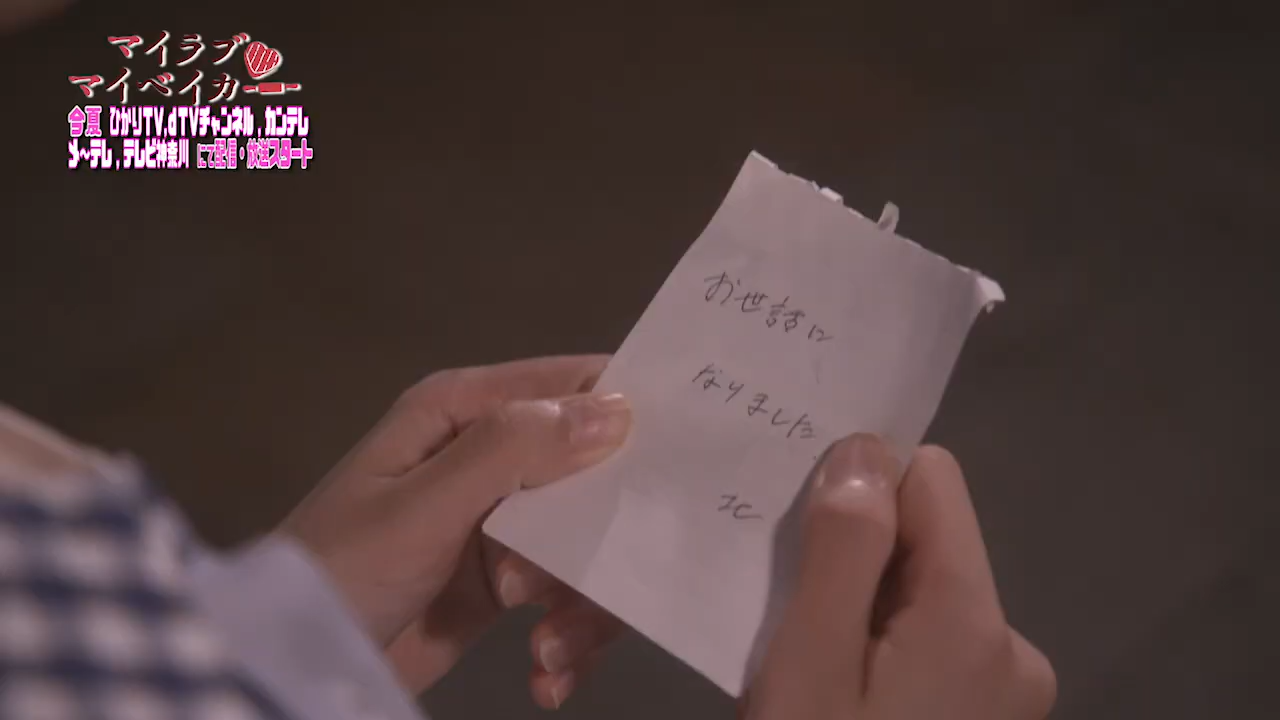 マイラブ
マイベイカー
今夏 ひかりTV,dTVチャンネル,カンテレ
メ~テレ,テレビ神奈川 にて配信・放送スタート
お世話に
なりました